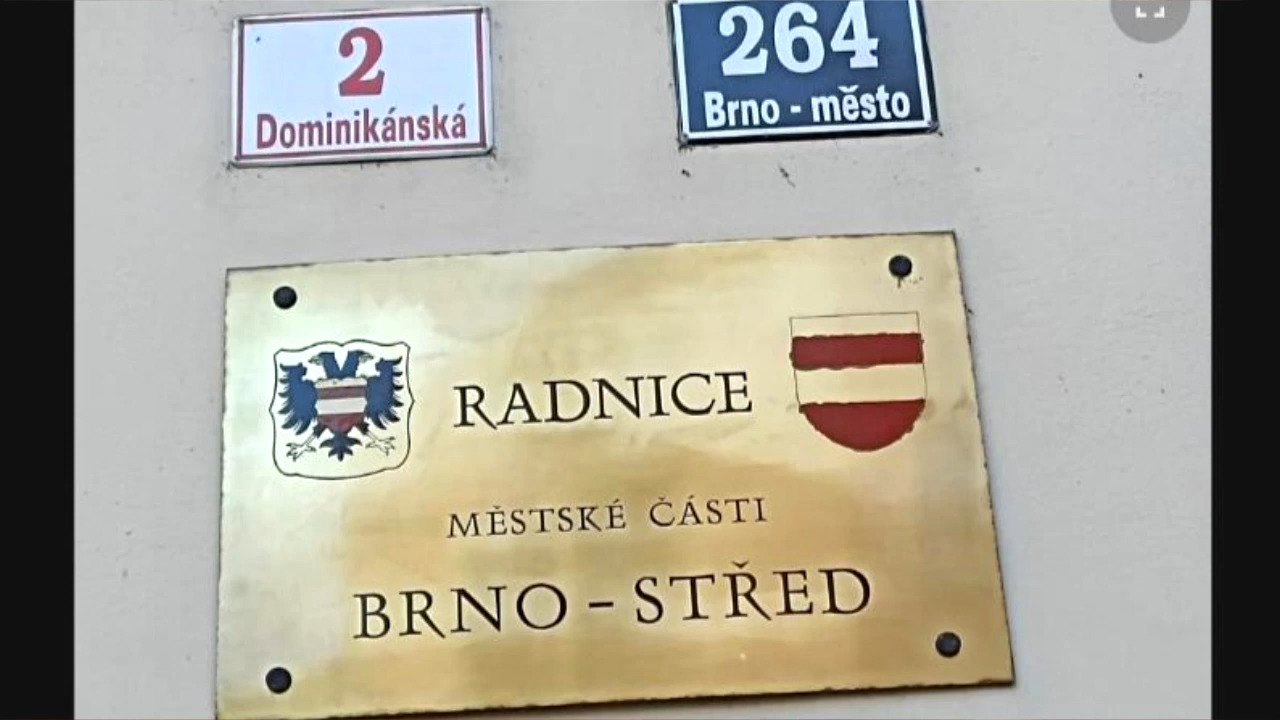 2
Dominikánská
264
Brno - město
RADNICE
MĚSTSKÉ ČÁSTI
BRNO – STŘED